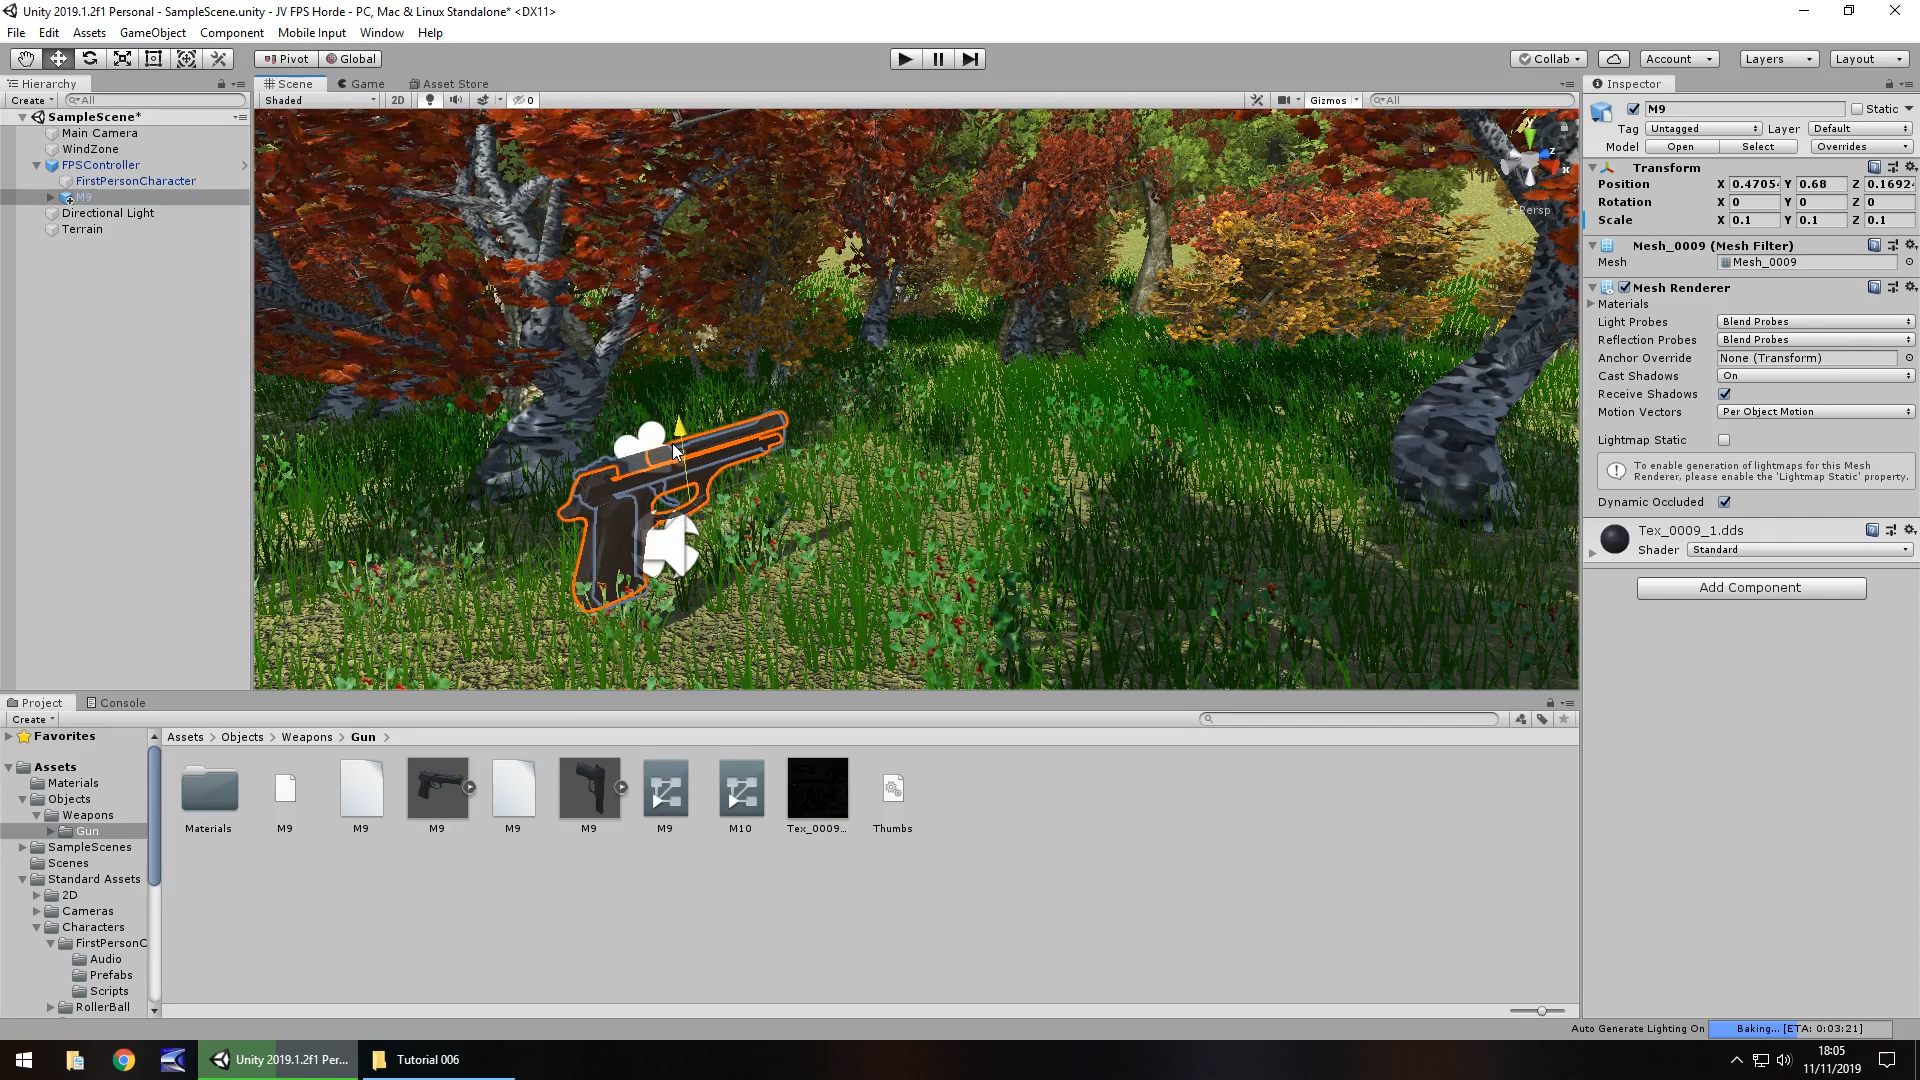 Unity 2019.1.2f1 Personal - SampleScene.unity - JV FPS Horde - PC, Mac & Linux Standalone* <DX11>
File Edit Assets GameObject Component Mobile Input Window Help
Pivot Global Collab Account Layers Layout
Hierarchy
Create All
SampleScene*
Main Camera
WindZone
FPSController
FirstPersonCharacter
M9
Directional Light
Terrain
Scene Game Asset Store
Shaded 2D 0 Gizmos All
Persp
Inspector
M9 Static
Tag Untagged Layer Default
Model Open Select Overrides
Transform
Position X 0.4705 Y 0.68 Z 0.1692
Rotation X 0 Y 0 Z 0
Scale X 0.1 Y 0.1 Z 0.1
Mesh_0009 (Mesh Filter)
Mesh Mesh_0009
Mesh Renderer
Materials
Light Probes Blend Probes
Reflection Probes Blend Probes
Anchor Override None (Transform)
Cast Shadows On
Receive Shadows
Motion Vectors Per Object Motion
Lightmap Static
To enable generation of lightmaps for this Mesh
Renderer, please enable the 'Lightmap Static' property.
Dynamic Occluded
Tex_0009_1.dds
Shader Standard
Add Component
Project Console
Create
Favorites
Assets
Materials
Objects
Weapons
Gun
SampleScenes
Scenes
Standard Assets
2D
Cameras
Characters
FirstPersonC
Audio
Prefabs
Scripts
RollerBall
Assets > Objects > Weapons > Gun >
Materials M9 M9 M9 M9 M9 M9 M10 Tex_0009... Thumbs
Auto Generate Lighting On Baking... [ETA: 0:03:21]
Unity 2019.1.2f1 Per... Tutorial 006
18:05
11/11/2019